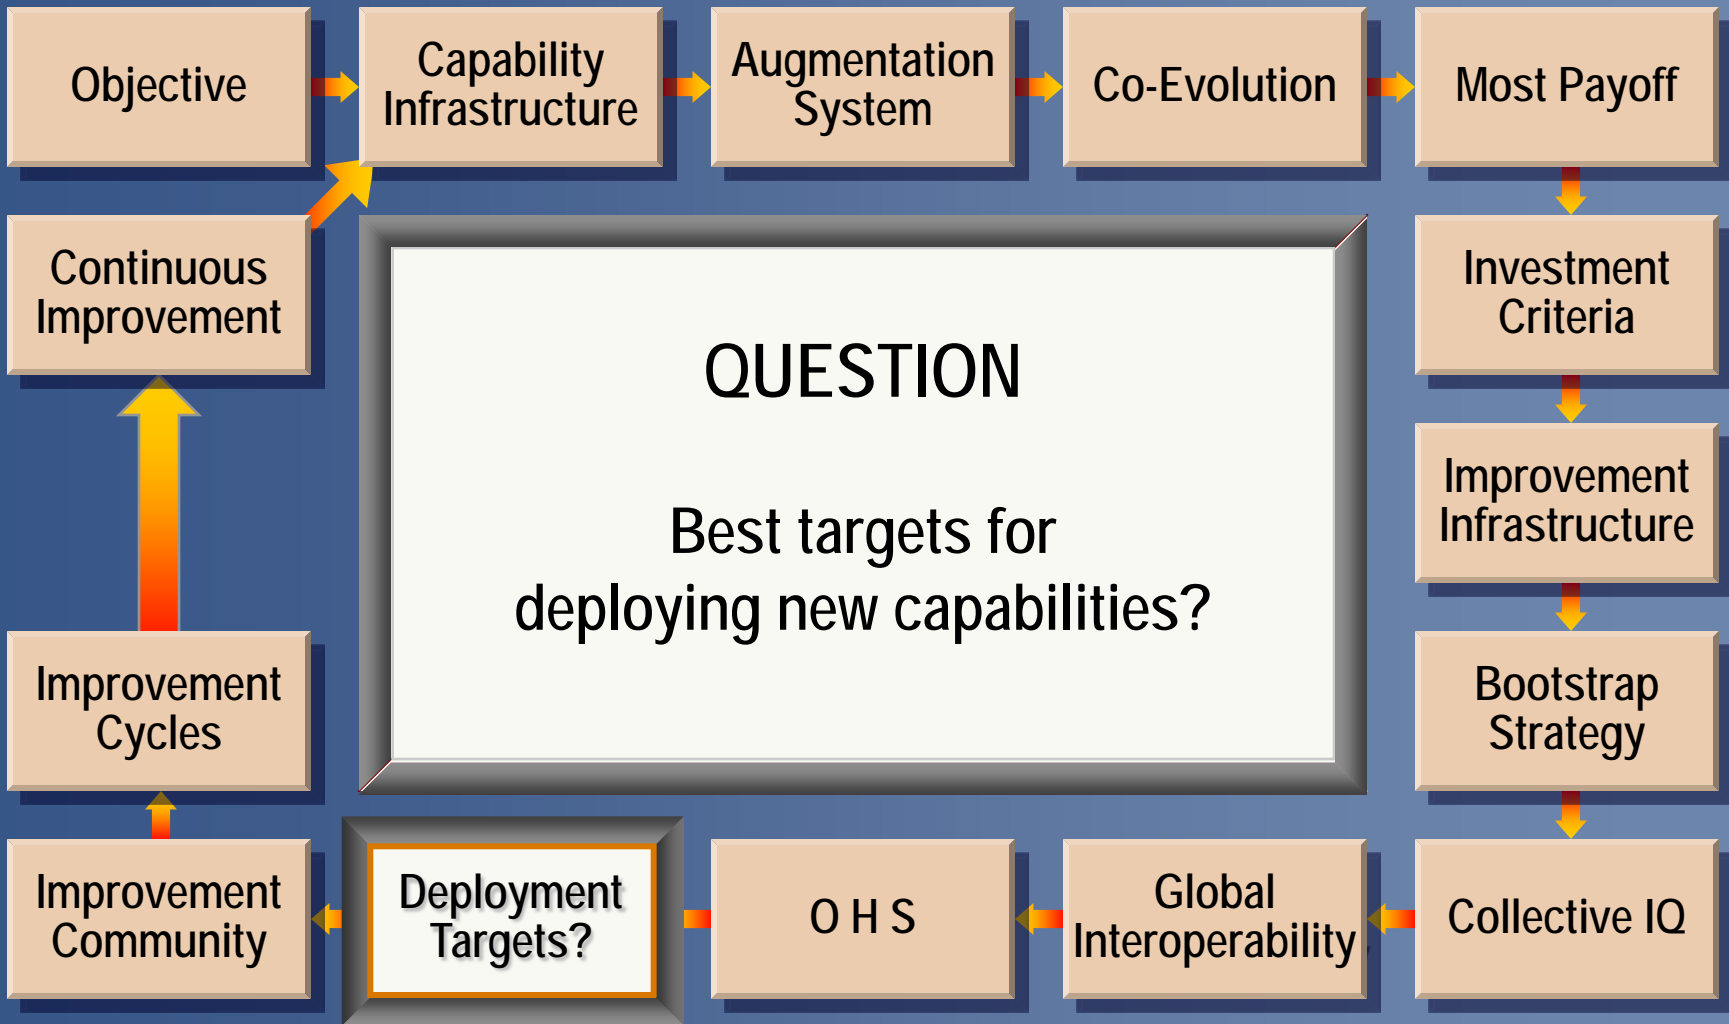 Objective
Capability
Infrastructure
Augmentation
System
Co-Evolution
Most Payoff
Continuous
Improvement
QUESTION
Best targets for
deploying new capabilities?
Investment
Criteria
Improvement
Infrastructure
Improvement
Cycles
Bootstrap
Strategy
Improvement
Community
Deployment
Targets?
O H S
Global
Interoperability
Collective IQ